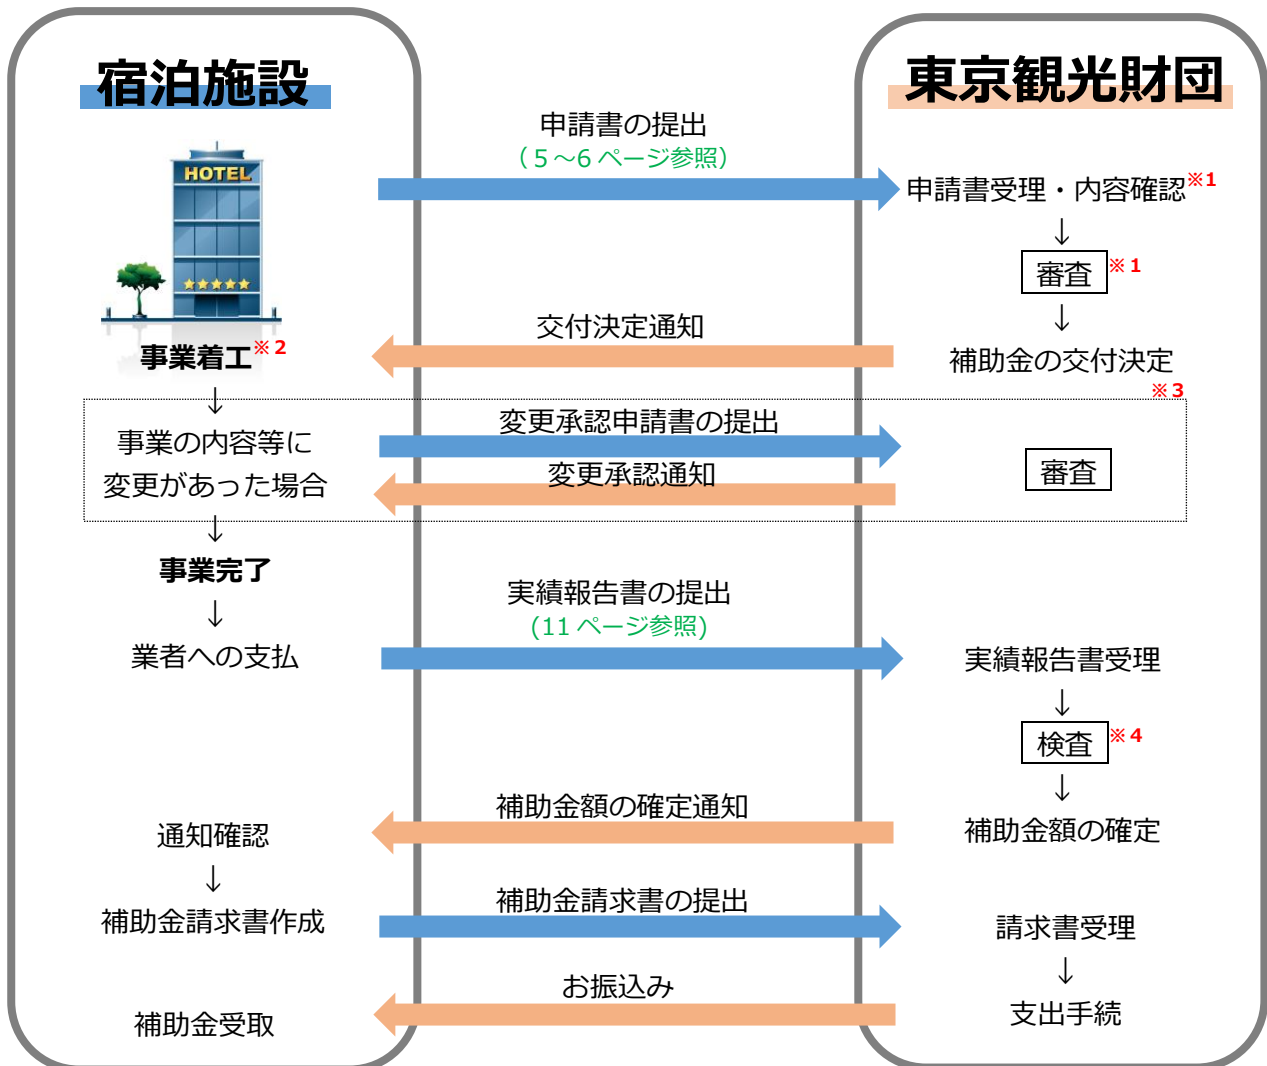 宿泊施設
東京観光財団
申請書の提出
（５～6 ページ参照）
HOTEL
申請書受理・内容確認※1
↓
審査※１
↓
交付決定通知
事業着工※２
補助金の交付決定
※３
↓
変更承認申請書の提出
事業の内容等に
変更があった場合
変更承認通知
審査
↓
事業完了
↓
実績報告書の提出
(11 ページ参照)
業者への支払
実績報告書受理
↓
検査※４
↓
補助金額の確定通知
通知確認
補助金額の確定
↓
補助金請求書の提出
補助金請求書作成
請求書受理
↓
お振込み
補助金受取
支出手続